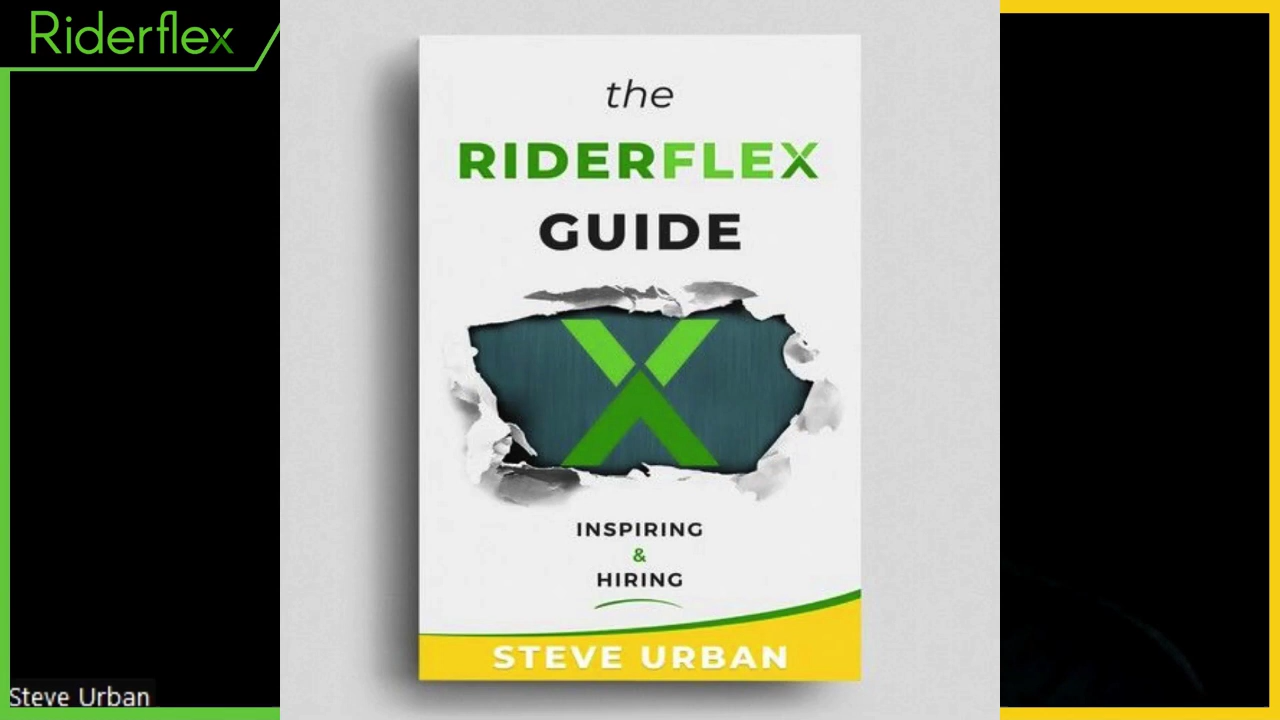 Riderflex
the
RIDERFLEX
GUIDE
X
INSPIRING
&
HIRING
STEVE URBAN
Steve Urban